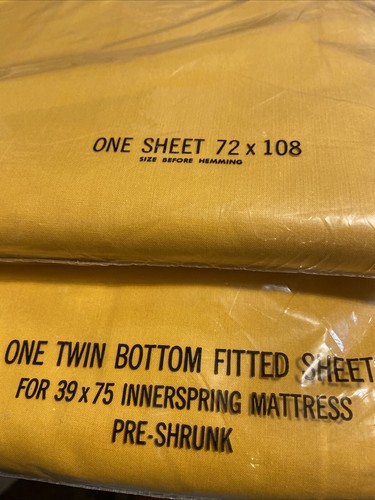 ONE SHEET 72 x 108
SIZE BEFORE HEMMING
ONE TWIN BOTTOM FITTED SHEET
FOR 39 x 75 INNERSPRING MATTRESS
PRE-SHRUNK